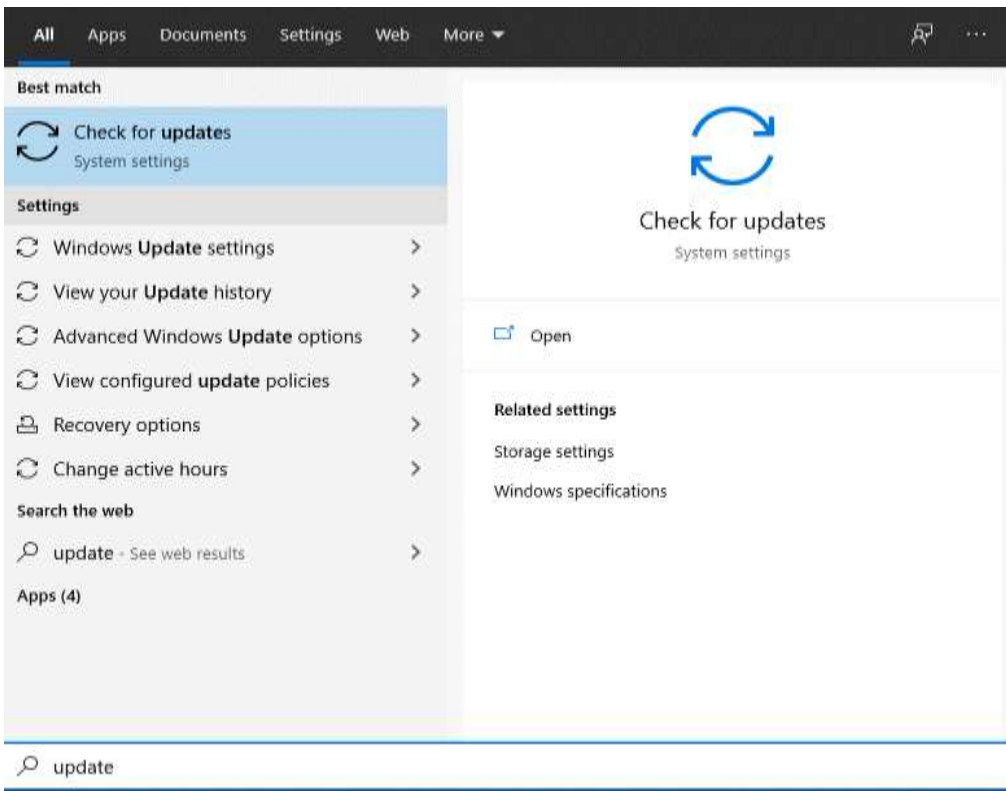 All Apps Documents Settings Web More
Best match
Check for updates
System settings
Settings
Windows Update settings
View your Update history
Advanced Windows Update options
View configured update policies
Recovery options
Change active hours
Search the web
update - See web results
Apps (4)
Check for updates
System settings
Open
Related settings
Storage settings
Windows specifications
update